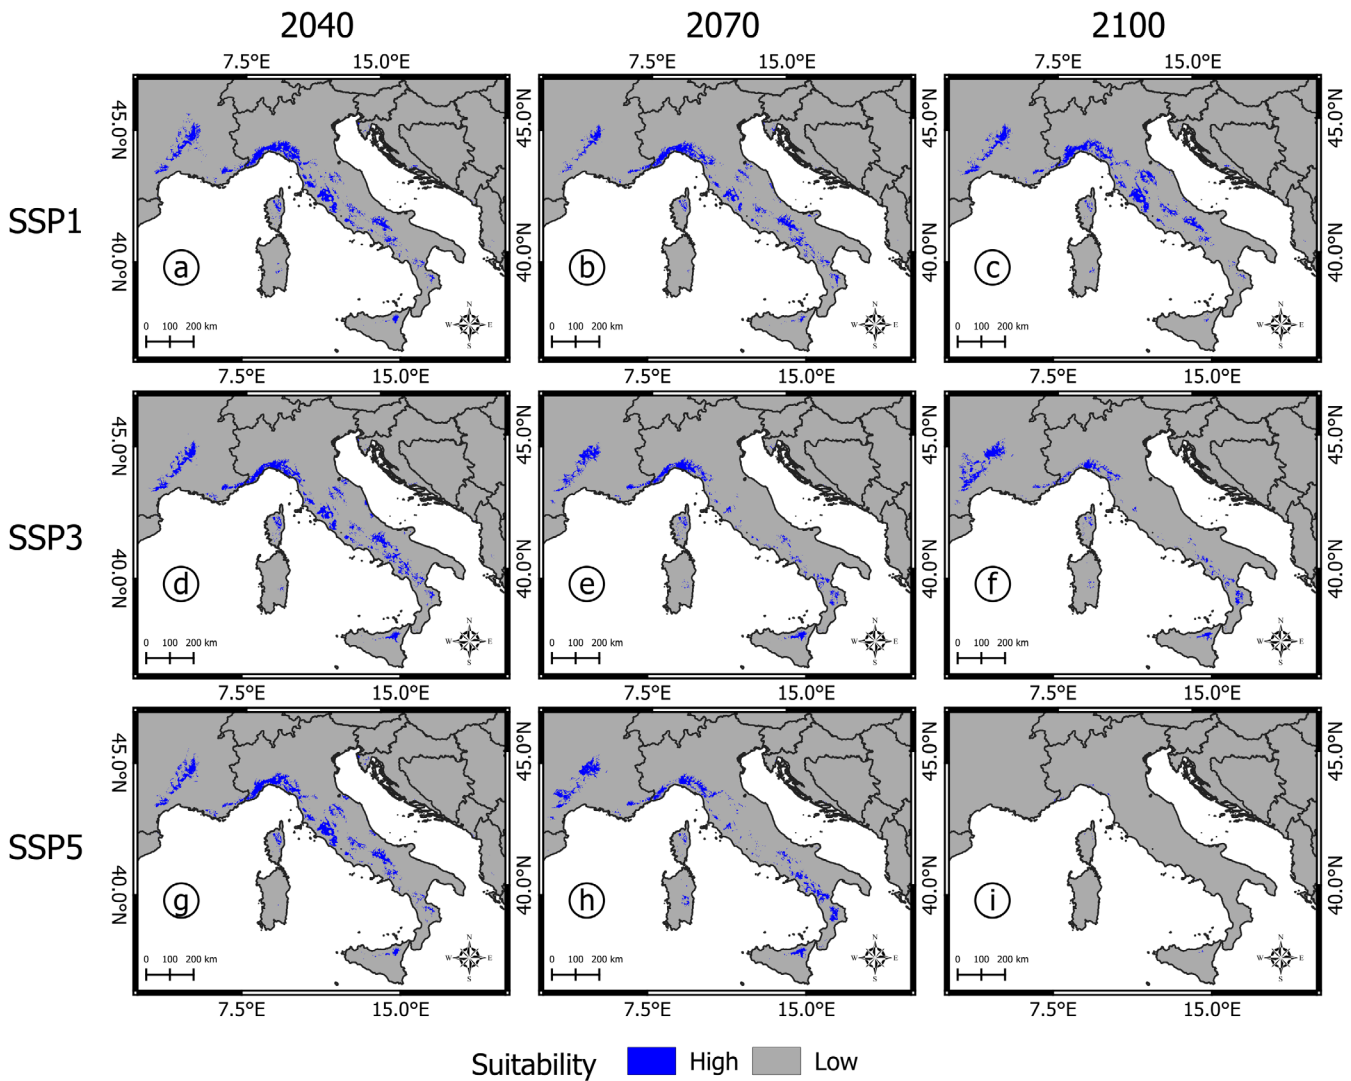 2040 2070 2100
7.5°E 15.0°E 7.5°E 15.0°E 7.5°E 15.0°E
SSP1
45.0°N 40.0°N a 0 100 200 km N W E S
45.0°N 40.0°N b 0 100 200 km N W E S
45.0°N 40.0°N c 0 100 200 km N W E S
45.0°N 40.0°N
7.5°E 15.0°E 7.5°E 15.0°E 7.5°E 15.0°E
SSP3
45.0°N 40.0°N d 0 100 200 km N W E S
45.0°N 40.0°N e 0 100 200 km N W E S
45.0°N 40.0°N f 0 100 200 km N W E S
45.0°N 40.0°N
7.5°E 15.0°E 7.5°E 15.0°E 7.5°E 15.0°E
SSP5
45.0°N 40.0°N g 0 100 200 km N W E S
45.0°N 40.0°N h 0 100 200 km N W E S
45.0°N 40.0°N i 0 100 200 km N W E S
45.0°N 40.0°N
7.5°E 15.0°E 7.5°E 15.0°E 7.5°E 15.0°E
Suitability High Low